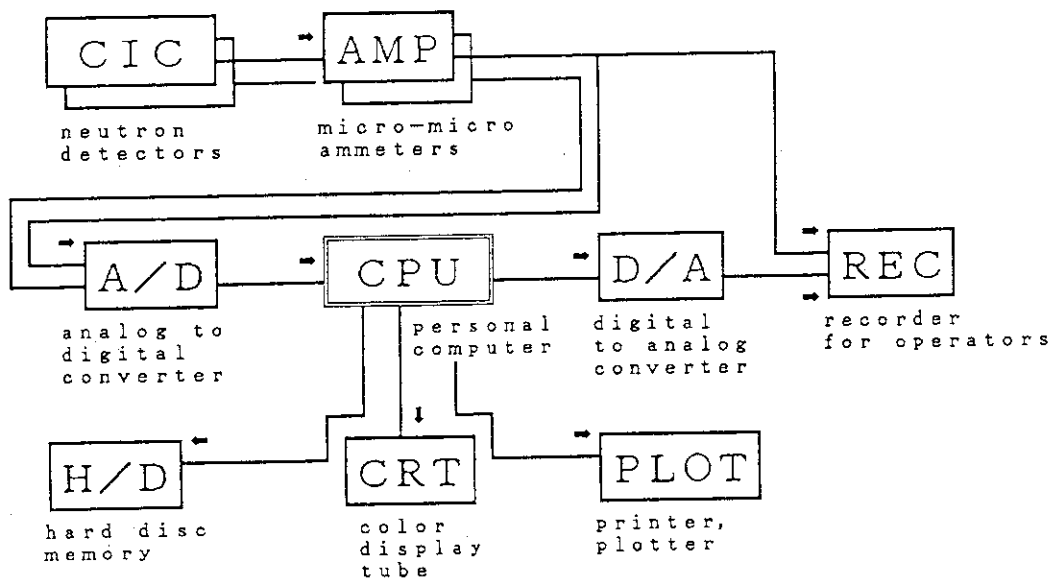 CIC
AMP
neutron
detectors
micro-micro
ammeters
A/D
CPU
D/A
REC
analog to
digital
converter
personal
computer
digital
to analog
converter
recorder
for operators
H/D
CRT
PLOT
hard disc
memory
color
display
tube
printer,
plotter